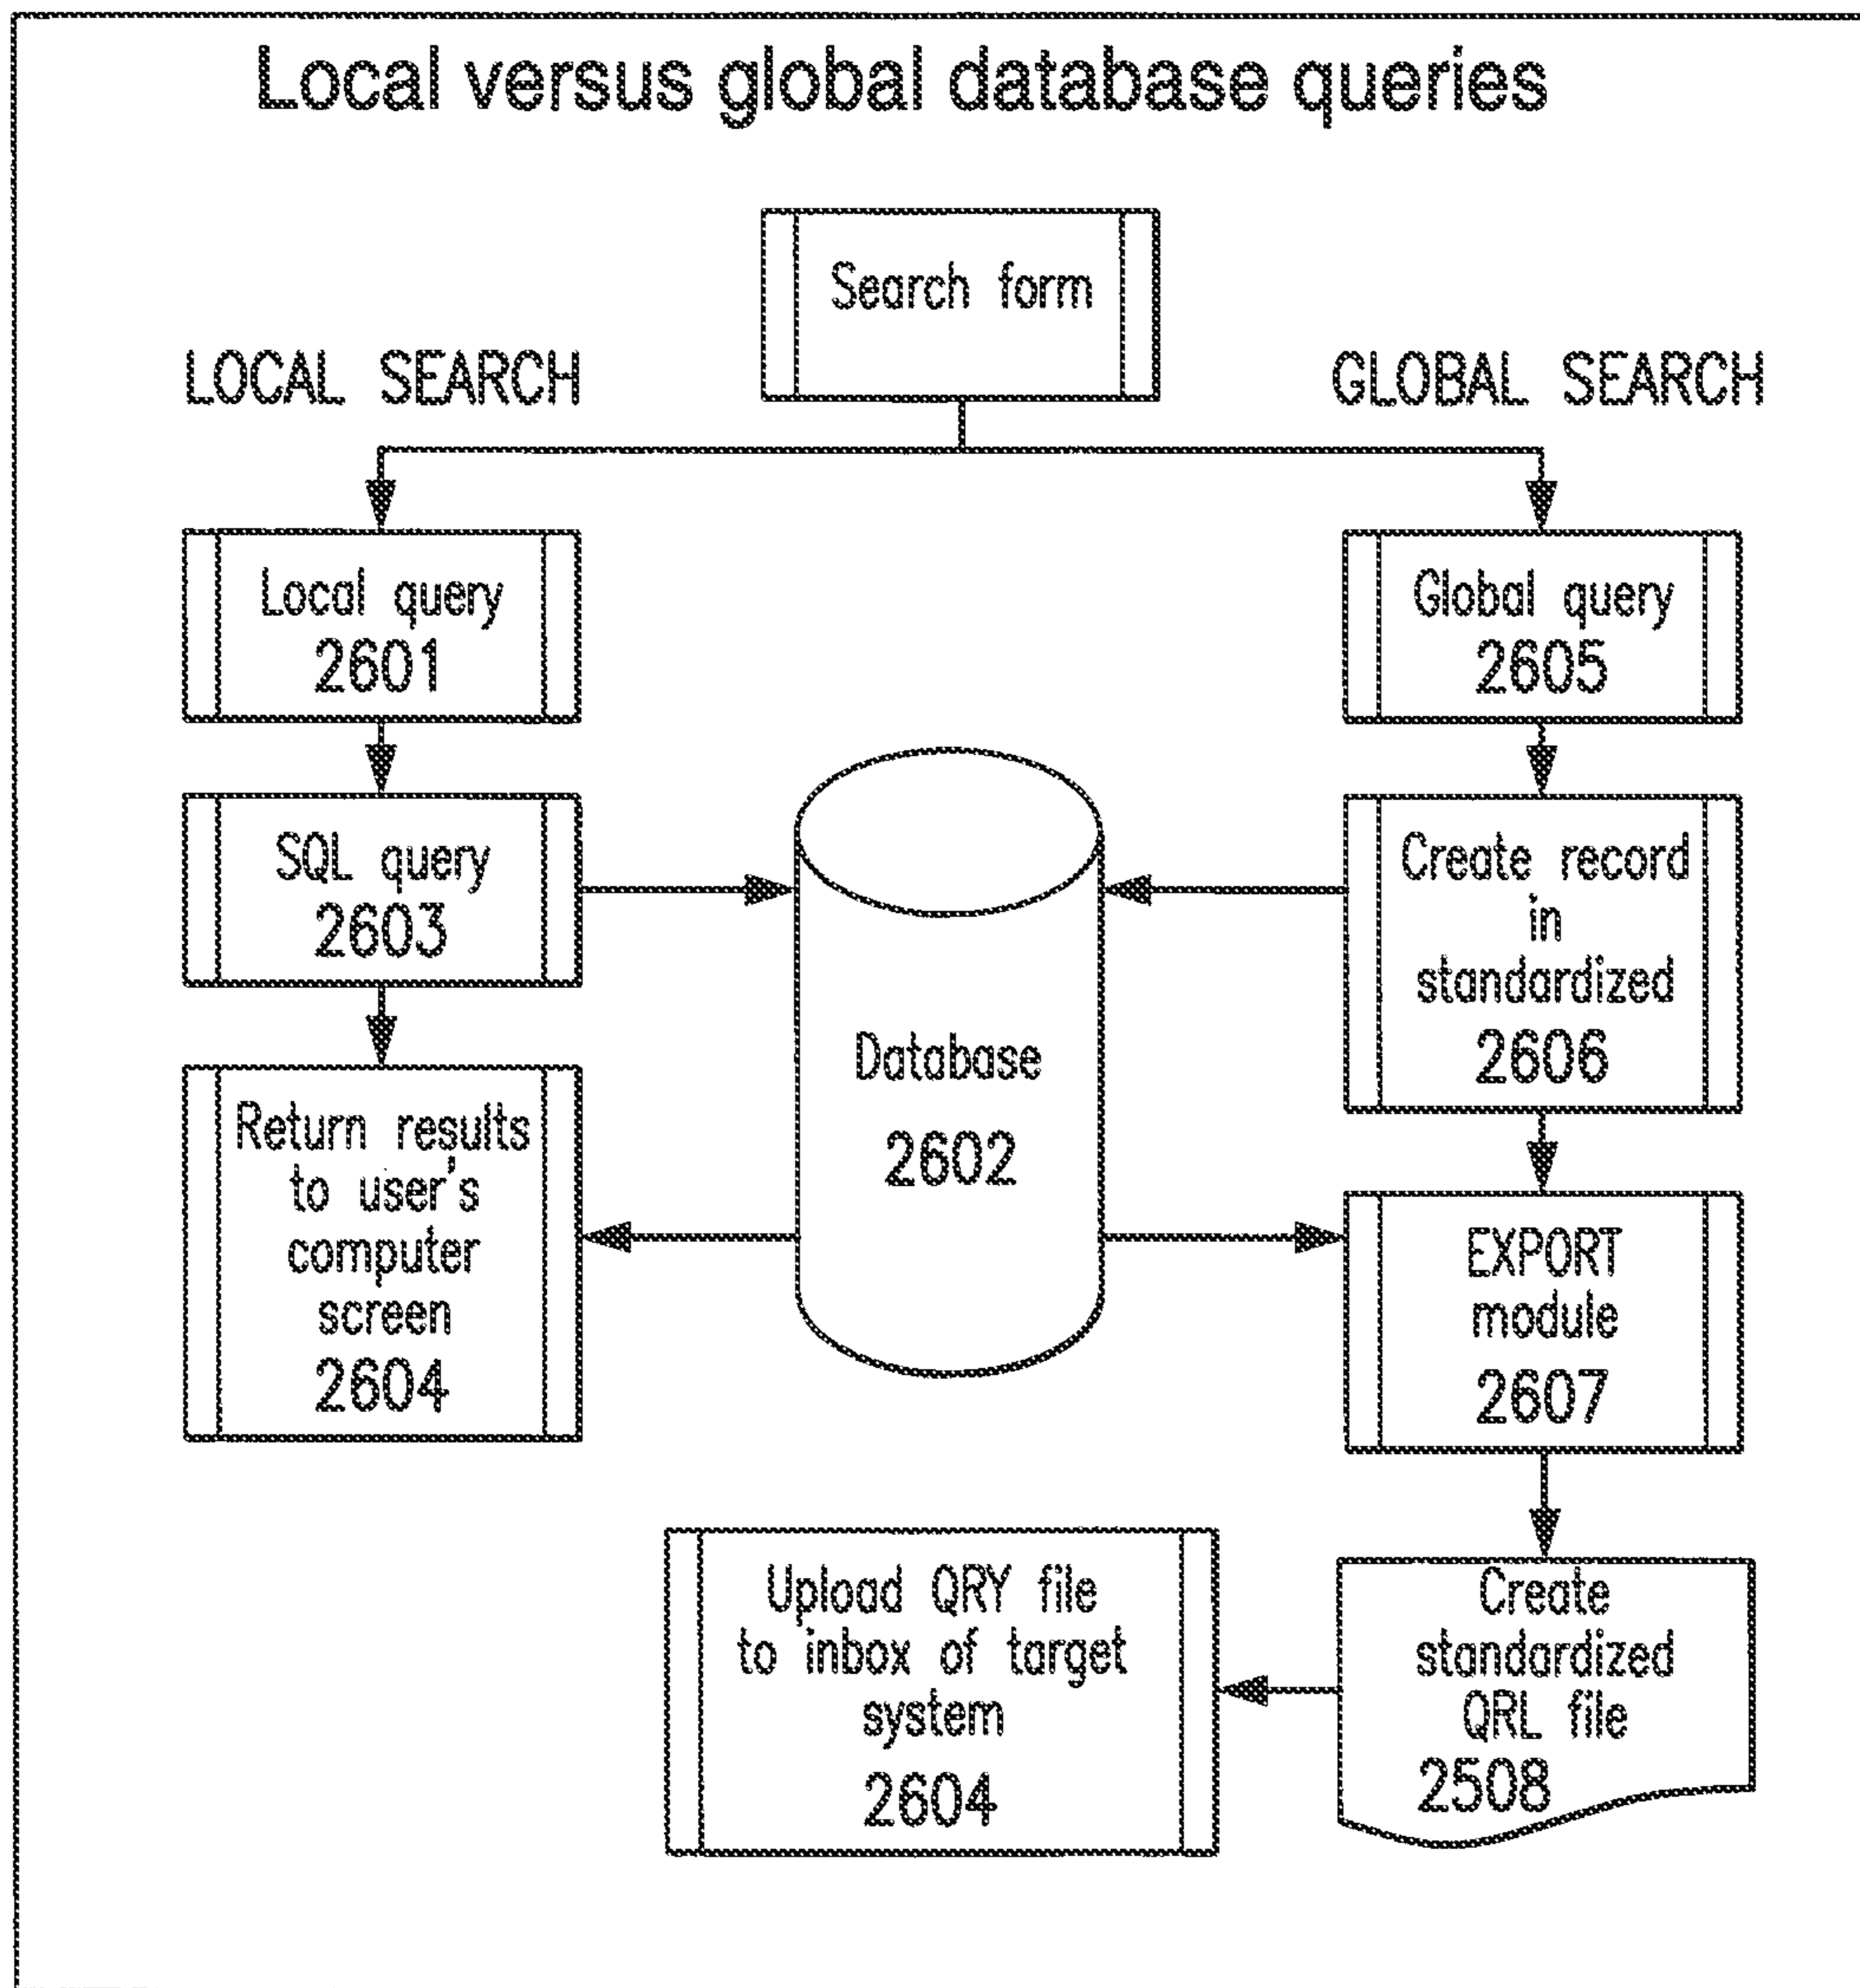 Local versus global database queries
Search form
LOCAL SEARCH
GLOBAL SEARCH
Local query
2601
Global query
2605
SQL query
2603
Create record
in
standardized
2606
Database
2602
Return results
to user's
computer
screen
2604
EXPORT
module
2607
Upload QRY file
to inbox of target
system
2604
Create
standardized
QRL file
2508